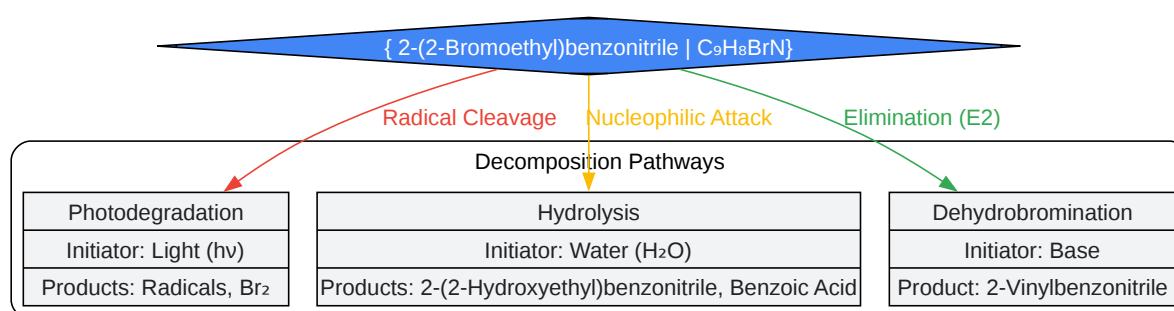 { 2-(2-Bromoethyl)benzonitrile | C₉H₈BrN}
Radical Cleavage
Nucleophilic Attack
Elimination (E2)
Decomposition Pathways
Photodegradation
Initiator: Light (hν)
Products: Radicals, Br₂
Hydrolysis
Initiator: Water (H₂O)
Products: 2-(2-Hydroxyethyl)benzonitrile, Benzoic Acid
Dehydrobromination
Initiator: Base
Product: 2-Vinylbenzonitrile